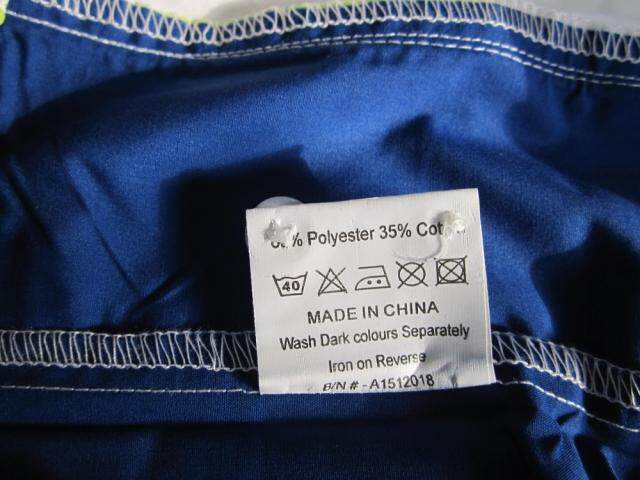 % Polyester 35%
40
MADE IN CHINA
Wash Dark colours Separately
Iron on Reverse
B/N # - A1512018